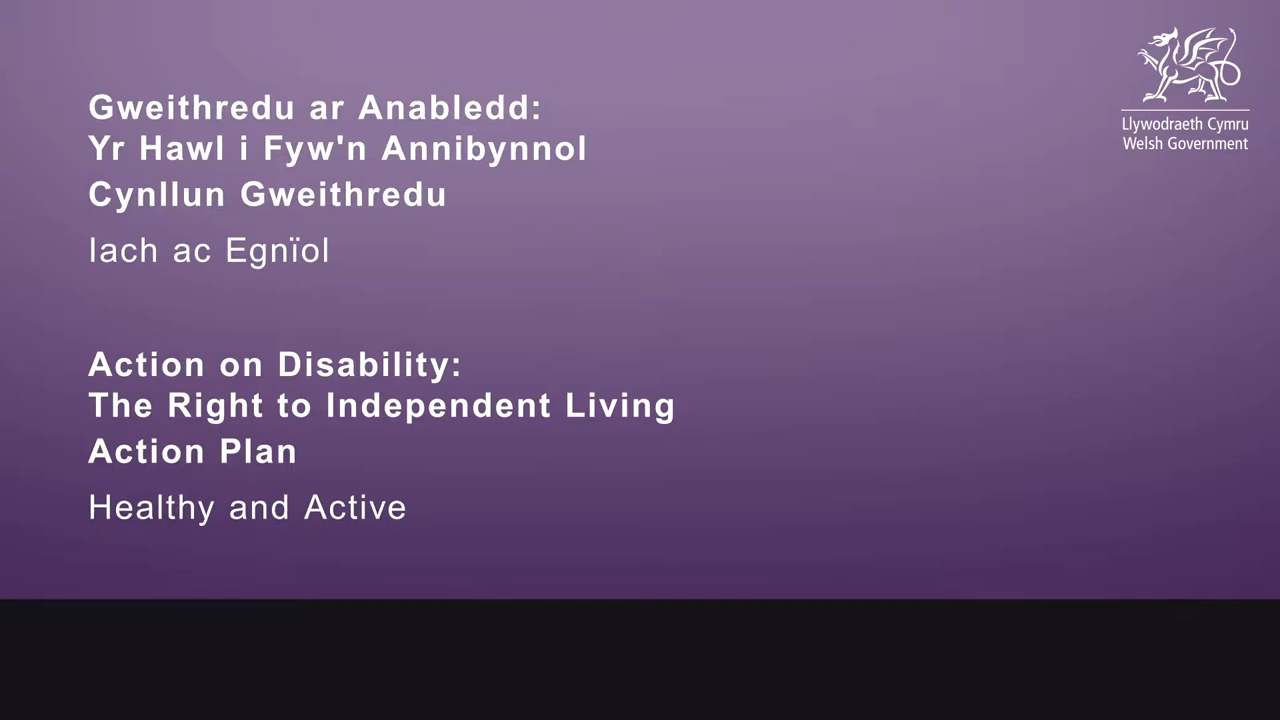 Gweithredu ar Anabledd:
Yr Hawl i Fyw'n Annibynnol
Cynllun Gweithredu
Iach ac Egnïol
Action on Disability:
The Right to Independent Living
Action Plan
Healthy and Active
Llywodraeth Cymru
Welsh Government